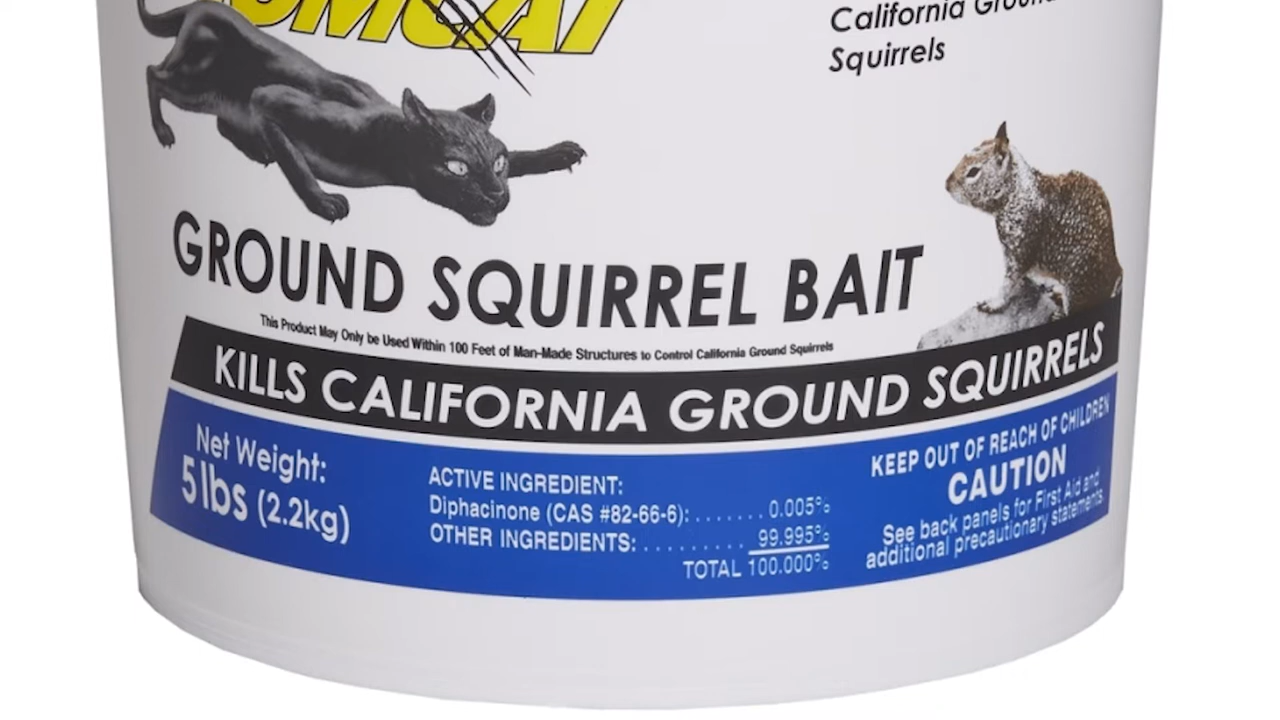 TOMCAT
California Ground
Squirrels
GROUND SQUIRREL BAIT
This Product May Only be Used Within 100 Feet of Man-Made Structures to Control California Ground Squirrels
KILLS CALIFORNIA GROUND SQUIRRELS
Net Weight:
5 lbs (2.2kg)
ACTIVE INGREDIENT:
Diphacinone (CAS #82-66-6):.......0.005%
OTHER INGREDIENTS:..........99.995%
TOTAL 100.000%
KEEP OUT OF REACH OF CHILDREN
CAUTION
See back panels for First Aid and
additional precautionary statements